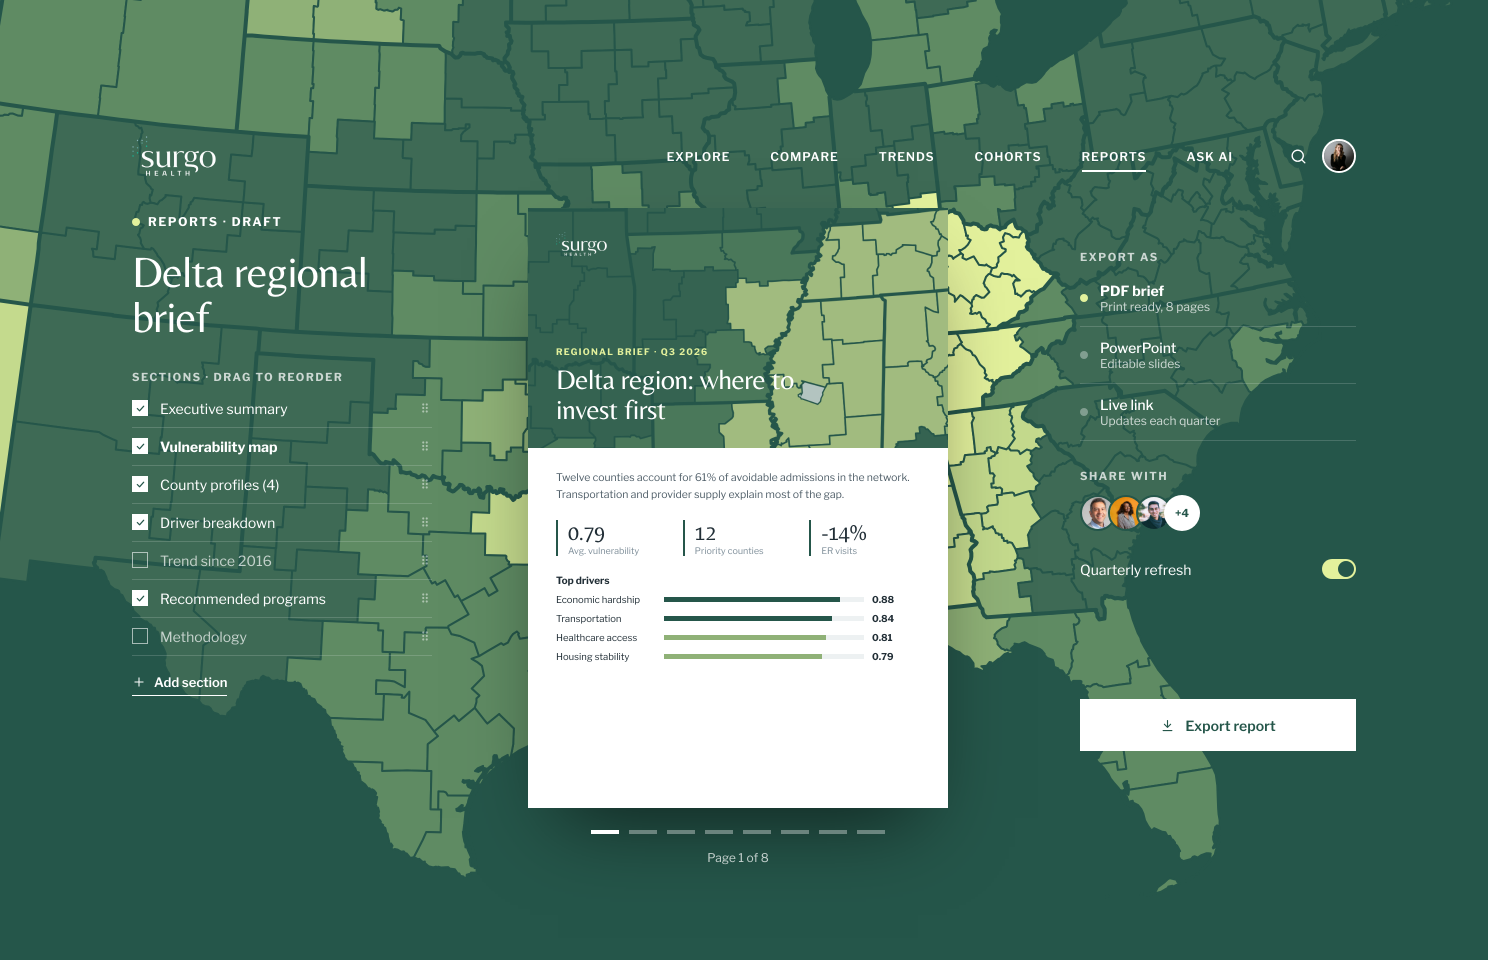 surgo
HEALTH
EXPLORE
COMPARE
TRENDS
COHORTS
REPORTS
ASK AI
REPORTS · DRAFT
Delta regional
brief
SECTIONS · DRAG TO REORDER
Executive summary
Vulnerability map
County profiles (4)
Driver breakdown
Trend since 2016
Recommended programs
Methodology
+ Add section
surgo
HEALTH
REGIONAL BRIEF · Q3 2026
Delta region: where to
invest first
Twelve counties account for 61% of avoidable admissions in the network.
Transportation and provider supply explain most of the gap.
0.79
Avg. vulnerability
12
Priority counties
-14%
ER visits
Top drivers
Economic hardship 0.88
Transportation 0.84
Healthcare access 0.81
Housing stability 0.79
Page 1 of 8
EXPORT AS
PDF brief
Print ready, 8 pages
PowerPoint
Editable slides
Live link
Updates each quarter
SHARE WITH
+4
Quarterly refresh
Export report